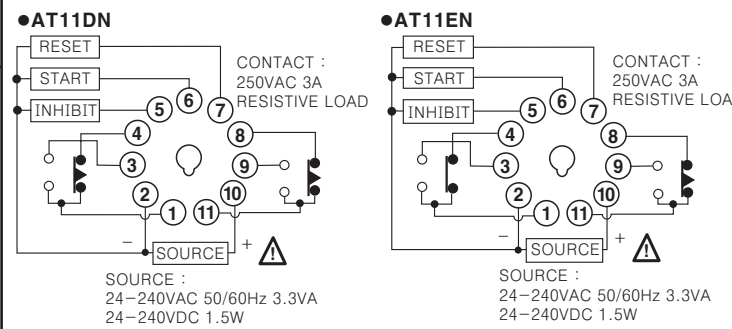 ●AT11DN
RESET
START
INHIBIT
CONTACT :
250VAC 3A
RESISTIVE LOAD
5
6
7
4
8
3
9
2
10
1
11
−
SOURCE
+
SOURCE :
24−240VAC 50/60Hz 3.3VA
24−240VDC 1.5W
●AT11EN
RESET
START
INHIBIT
CONTACT :
250VAC 3A
RESISTIVE LOA
5
6
7
4
8
3
9
2
10
1
11
−
SOURCE
+
SOURCE :
24−240VAC 50/60Hz 3.3VA
24−240VDC 1.5W